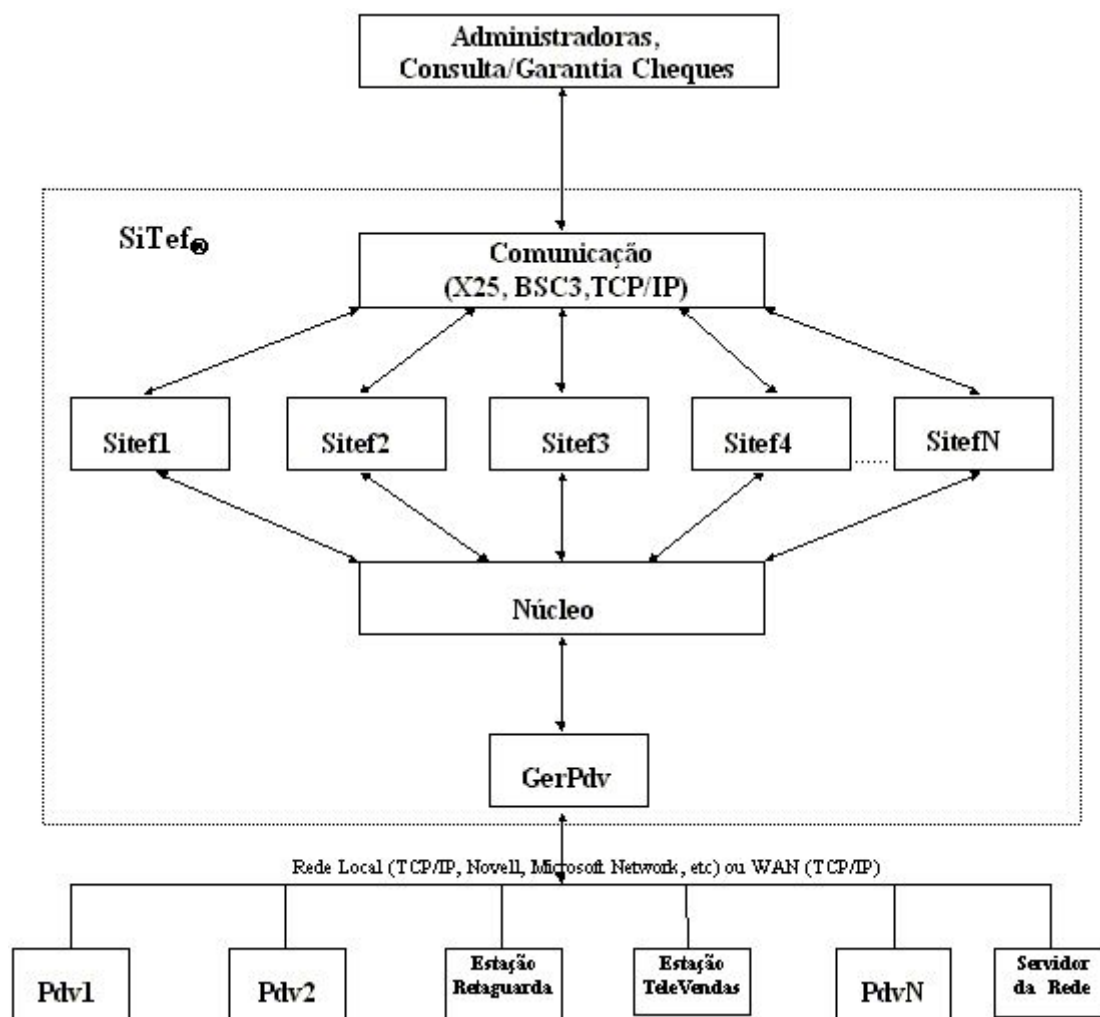 Administradoras,
Consulta/Garantia Cheques
SiTef®
Comunicação
(X25, BSC3,TCP/IP)
Sitef1
Sitef2
Sitef3
Sitef4
......
SitefN
Núcleo
GerPdv
Rede Local (TCP/IP, Novell, Microsoft Network, etc) ou WAN (TCP/IP)
Pdv1
Pdv2
Estação
Retaguarda
Estação
TeleVendas
PdvN
Servidor
da Rede